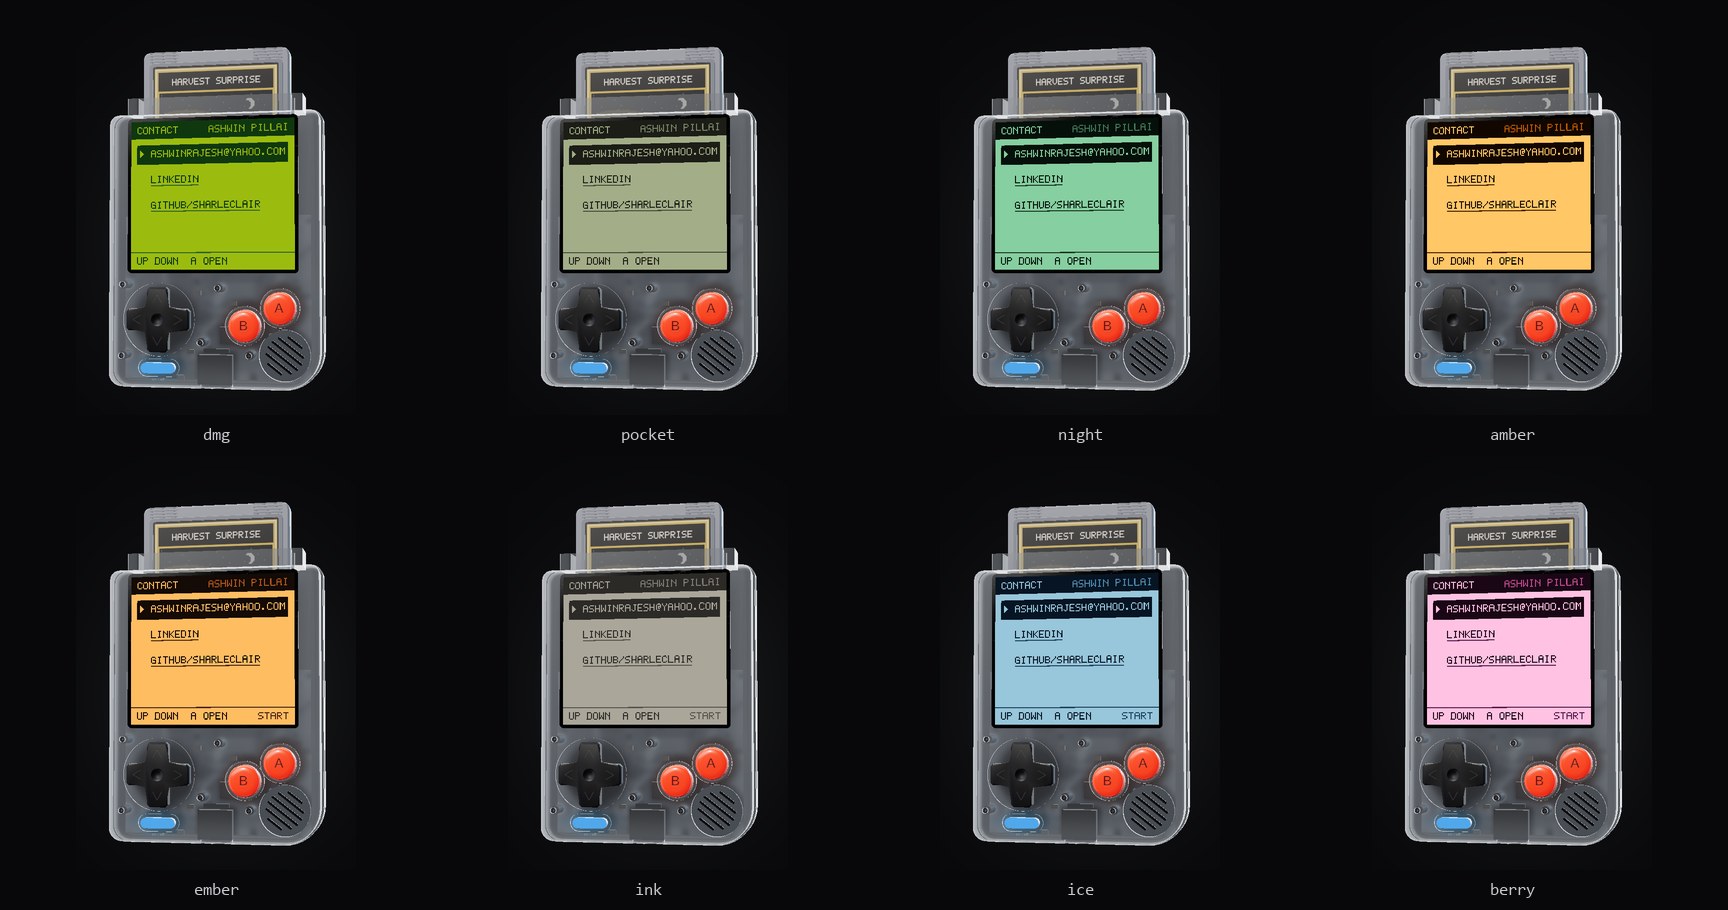 HARVEST SURPRISE
CONTACT ASHWIN PILLAI
ASHWINRAJESH@YAHOO.COM
LINKEDIN
GITHUB/SHARLECLAIR
UP DOWN A OPEN
A
B
dmg
HARVEST SURPRISE
CONTACT ASHWIN PILLAI
ASHWINRAJESH@YAHOO.COM
LINKEDIN
GITHUB/SHARLECLAIR
UP DOWN A OPEN
A
B
pocket
HARVEST SURPRISE
CONTACT ASHWIN PILLAI
ASHWINRAJESH@YAHOO.COM
LINKEDIN
GITHUB/SHARLECLAIR
UP DOWN A OPEN
A
B
night
HARVEST SURPRISE
CONTACT ASHWIN PILLAI
ASHWINRAJESH@YAHOO.COM
LINKEDIN
GITHUB/SHARLECLAIR
UP DOWN A OPEN
A
B
amber
HARVEST SURPRISE
CONTACT ASHWIN PILLAI
ASHWINRAJESH@YAHOO.COM
LINKEDIN
GITHUB/SHARLECLAIR
UP DOWN A OPEN START
A
B
ember
HARVEST SURPRISE
CONTACT ASHWIN PILLAI
ASHWINRAJESH@YAHOO.COM
LINKEDIN
GITHUB/SHARLECLAIR
UP DOWN A OPEN START
A
B
ink
HARVEST SURPRISE
CONTACT ASHWIN PILLAI
ASHWINRAJESH@YAHOO.COM
LINKEDIN
GITHUB/SHARLECLAIR
UP DOWN A OPEN START
A
B
ice
HARVEST SURPRISE
CONTACT ASHWIN PILLAI
ASHWINRAJESH@YAHOO.COM
LINKEDIN
GITHUB/SHARLECLAIR
UP DOWN A OPEN START
A
B
berry